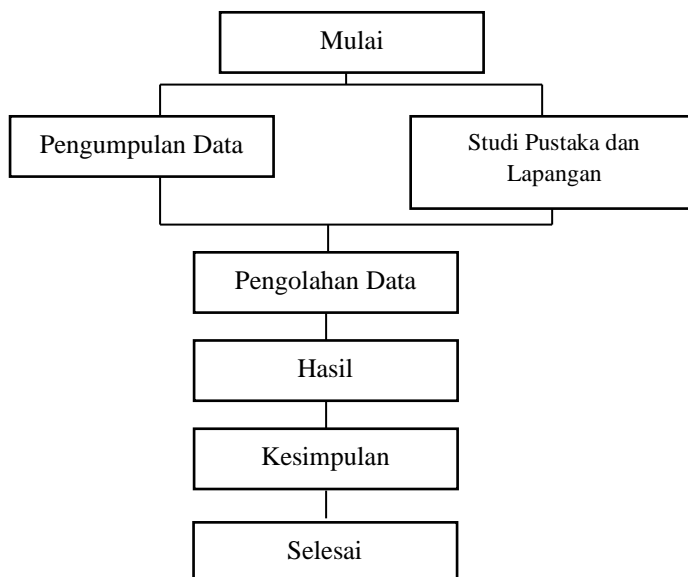 Mulai
Pengumpulan Data
Studi Pustaka dan
Lapangan
Pengolahan Data
Hasil
Kesimpulan
Selesai